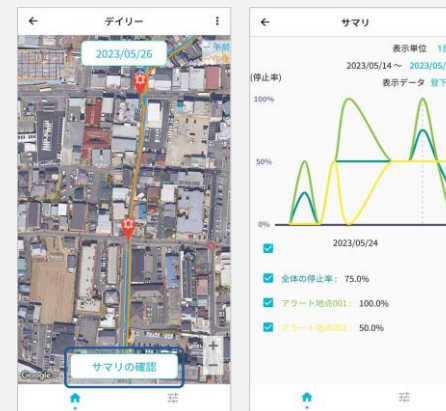 デイリー
2023/05/26
サマリの確認
Google
サマリ
表示単位
2023/05/14～ 2023/05/
表示データ 登下
(停止率)
100%
50%
0%
2023/05/24
全体の停止率： 75.0%
アラート地点001： 100.0%
アラート地点002： 50.0%